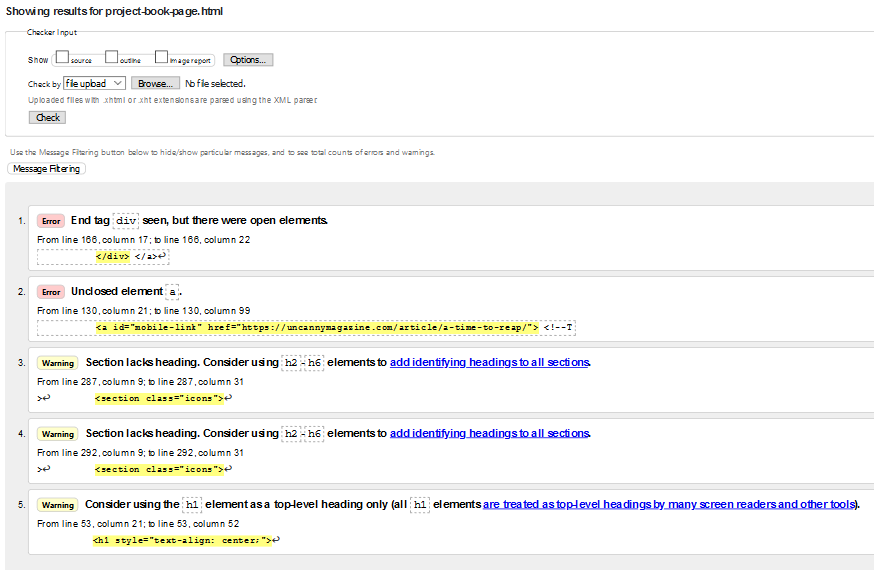 Showing results for project-book-page.html
Checker Input
Show source outline image report Options...
Check by file upload Browse... No file selected.
Uploaded files with .xhtml or .xht extensions are parsed using the XML parser.
Check
Use the Message Filtering button below to hide/show particular messages, and to see total counts of errors and warnings.
Message Filtering
1. Error End tag div seen, but there were open elements.
From line 166, column 17; to line 166, column 22
</div> </a>↩
2. Error Unclosed element a.
From line 130, column 21; to line 130, column 99
<a id="mobile-link" href="https://uncannymagazine.com/article/a-time-to-reap/"> <!--T
3. Warning Section lacks heading. Consider using h2-h6 elements to add identifying headings to all sections.
From line 287, column 9; to line 287, column 31
>↩ <section class="icons">↩
4. Warning Section lacks heading. Consider using h2-h6 elements to add identifying headings to all sections.
From line 292, column 9; to line 292, column 31
>↩ <section class="icons">↩
5. Warning Consider using the h1 element as a top-level heading only (all h1 elements are treated as top-level headings by many screen readers and other tools).
From line 53, column 21; to line 53, column 52
<h1 style="text-align: center;">↩